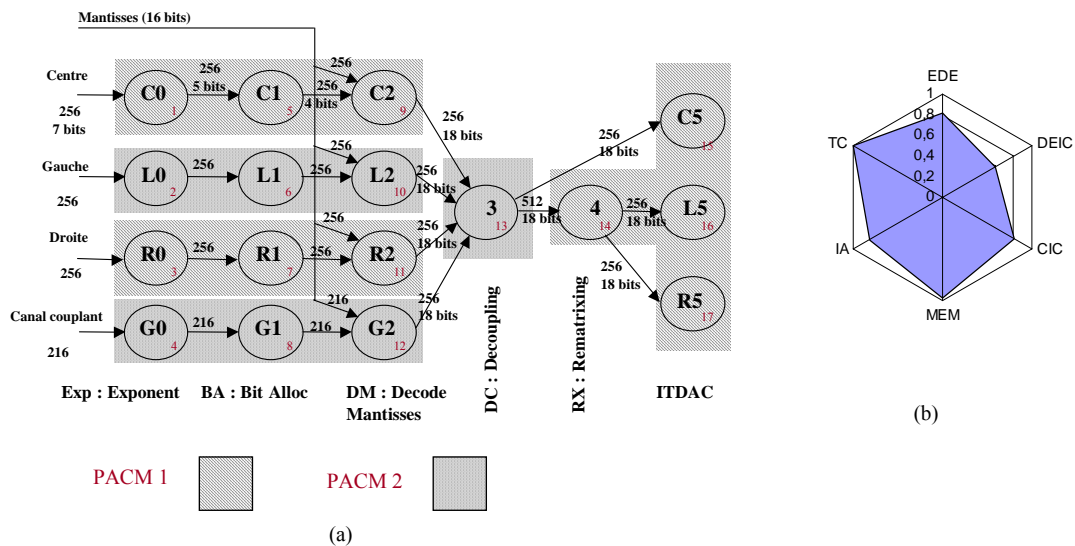 Mantisses (16 bits)
Centre
256
7 bits
C0
1
256
5 bits
C1
5
256
4 bits
256
C2
9
256
18 bits
Gauche
256
L0
2
256
L1
6
256
256
L2
10
256
18 bits
Droite
256
R0
3
256
R1
7
256
256
R2
11
256
18 bits
Canal couplant
216
G0
4
216
G1
8
216
216
G2
12
256
18 bits
3
13
256
18 bits
512
18 bits
4
14
256
18 bits
256
18 bits
C5
15
L5
16
R5
17
Exp : Exponent
BA : Bit Alloc
DM : Decode
Mantisses
DC : Decoupling
RX : Rematrixing
ITDAC
PACM 1
PACM 2
(a)
EDE
1
0,8
0,6
0,4
0,2
0
DEIC
CIC
MEM
IA
TC
(b)